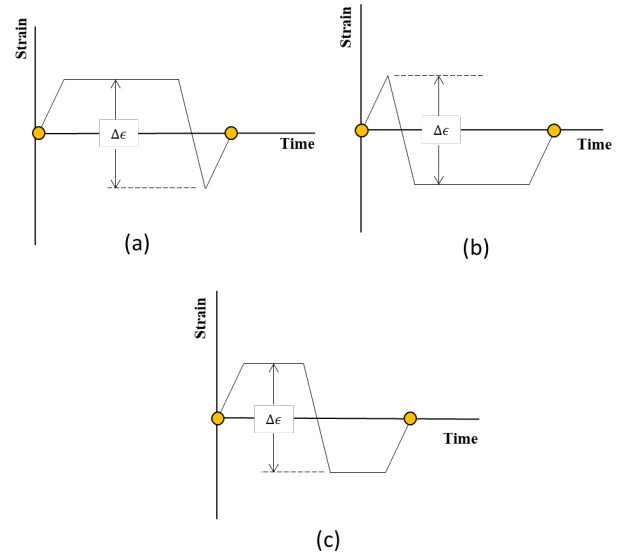 Strain
Δϵ
Time
(a)
Strain
Δϵ
Time
(b)
Strain
Δϵ
Time
(c)